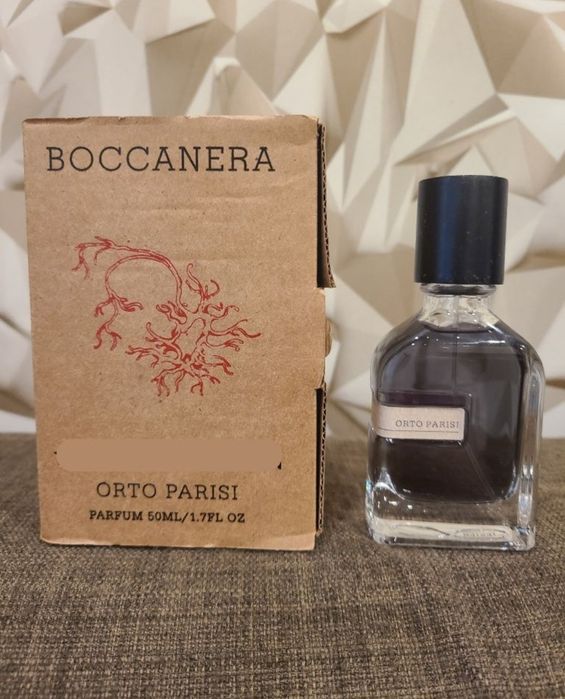 BOCCANERA
ORTO PARISI
PARFUM 50ML/1.7FL OZ
ORTO PARISI